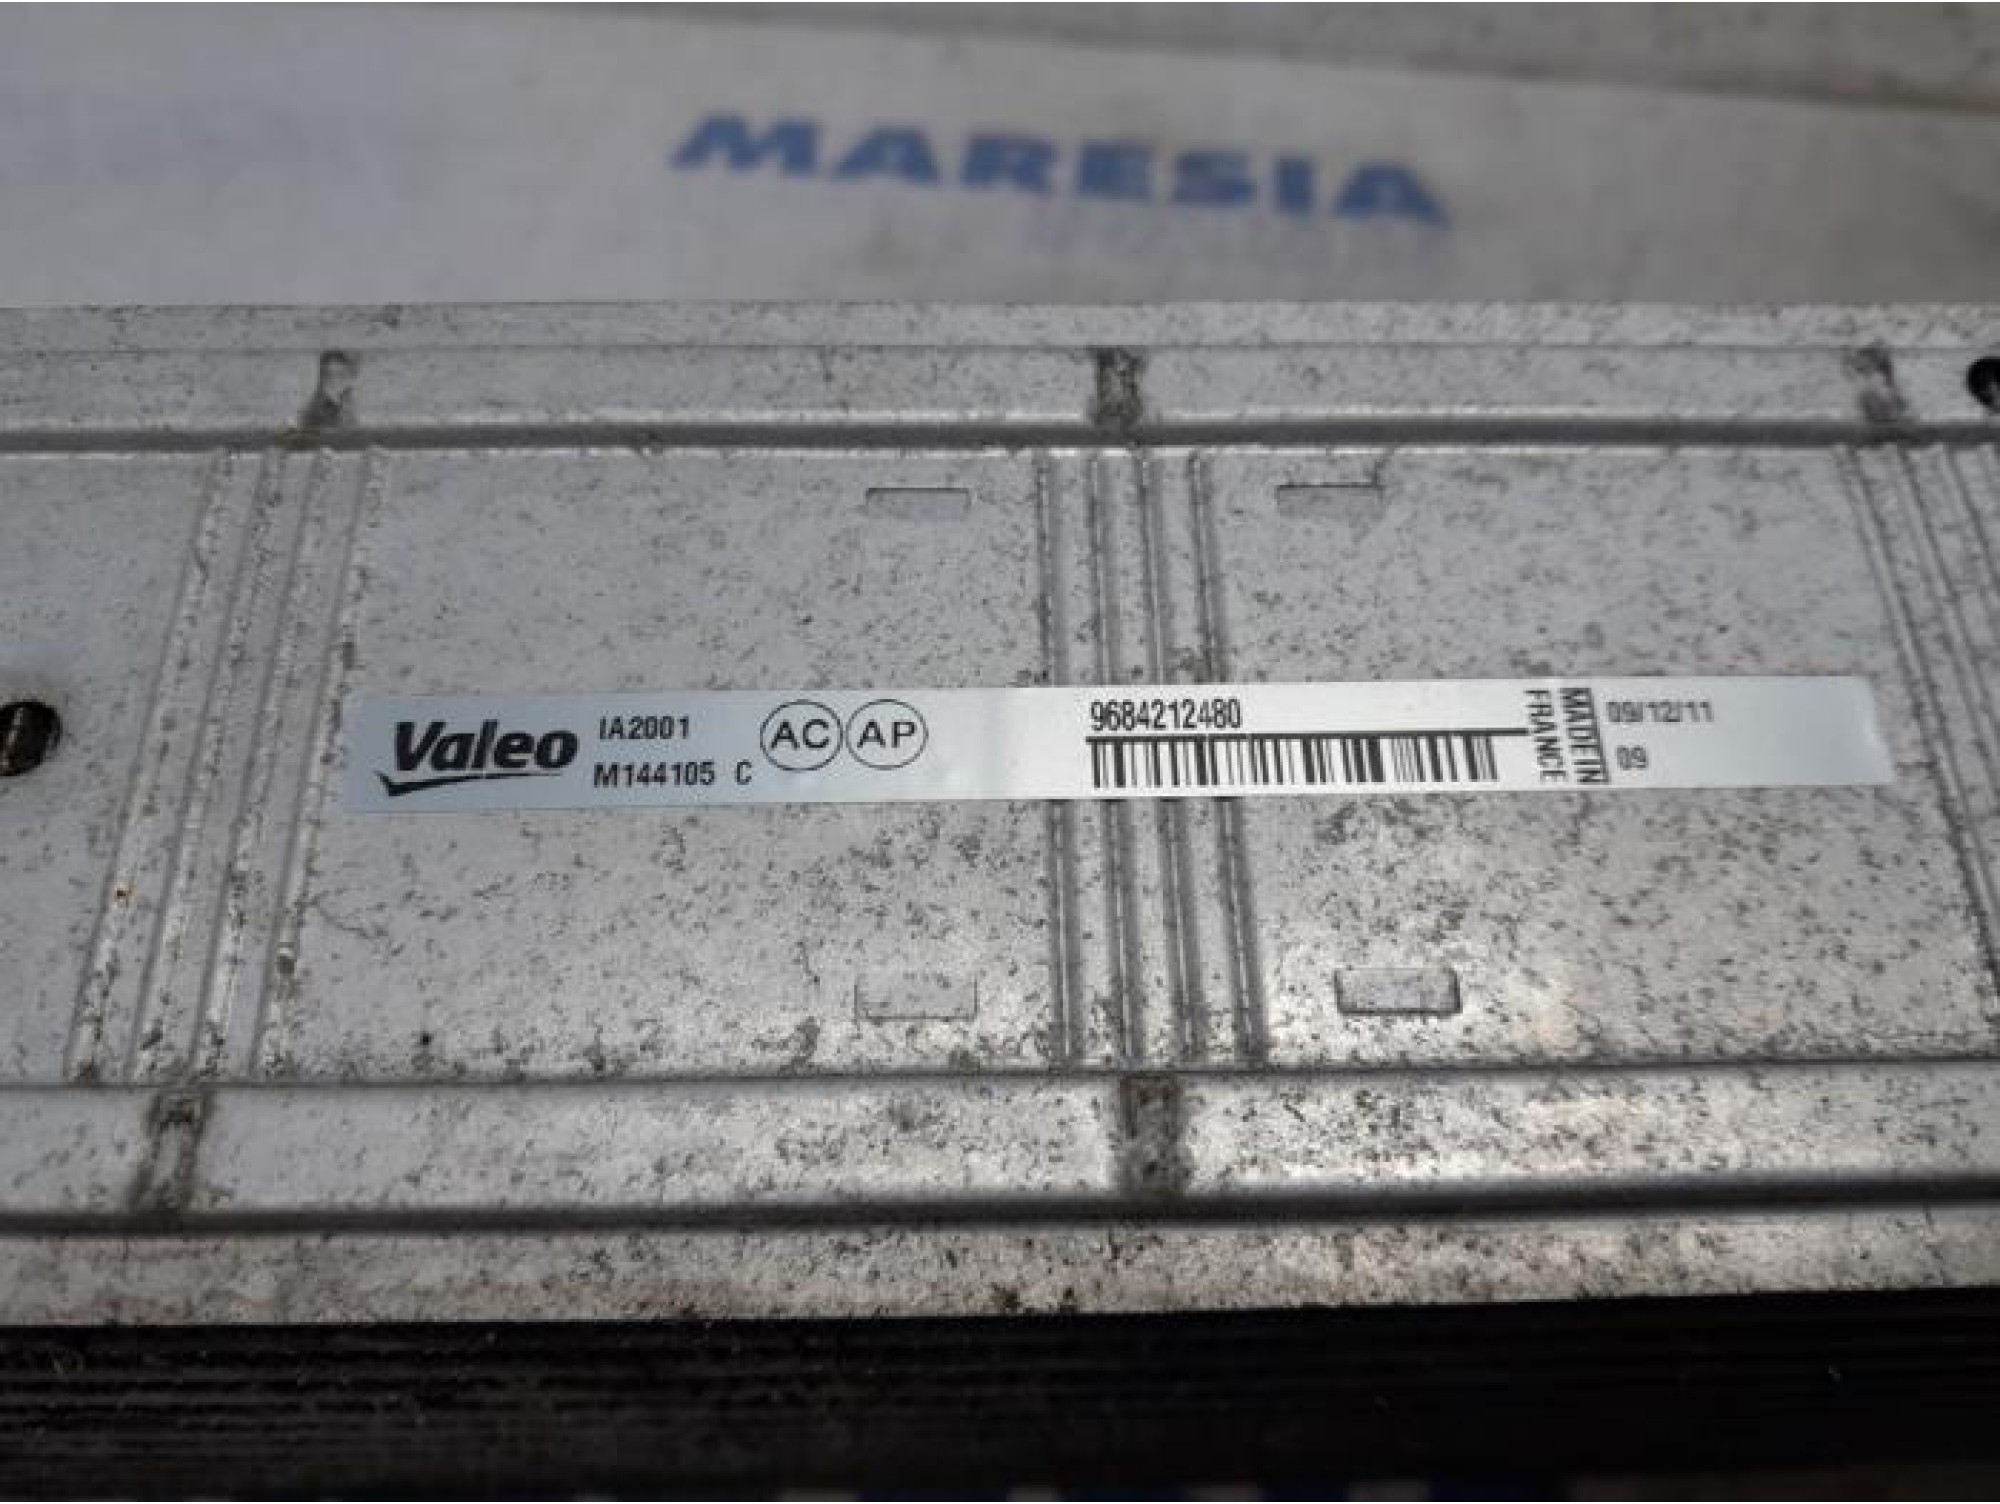 MARESIA
Valeo
IA2001
M144105 C
AC AP
9684212480
MADE IN
FRANCE
09/12/11
09